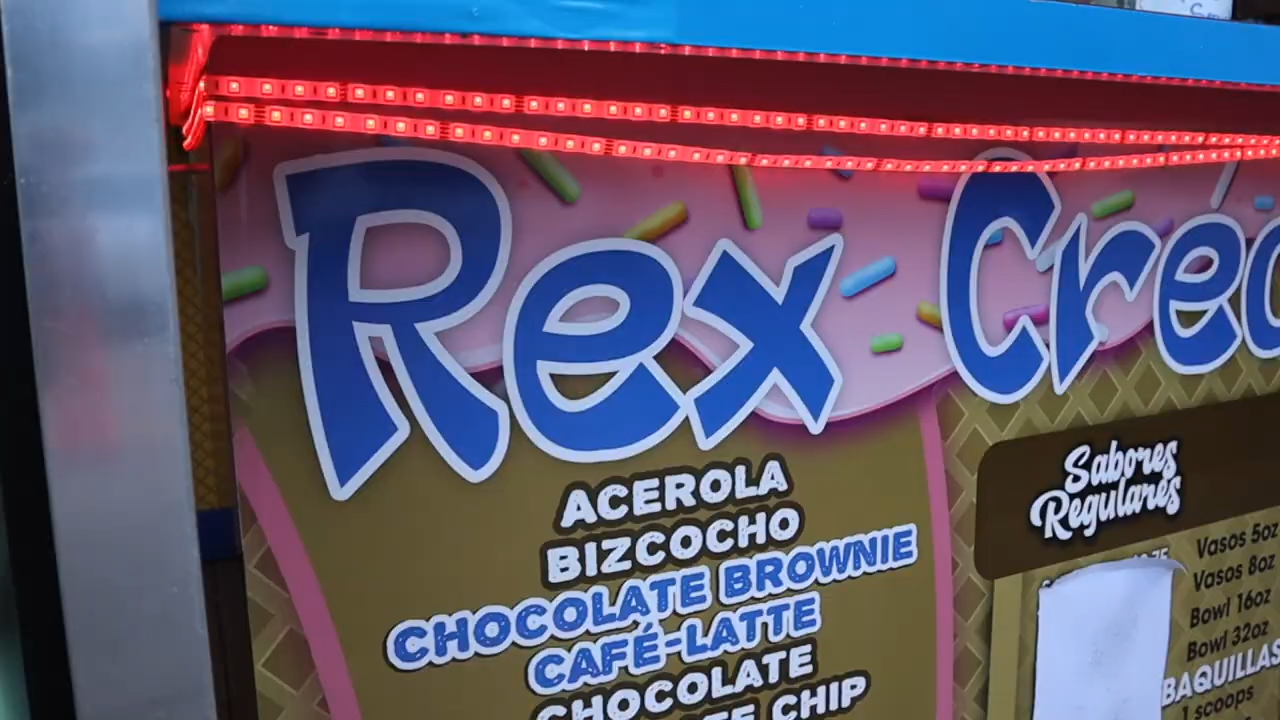 Rex Crea
ACEROLA
BIZCOCHO
CHOCOLATE BROWNIE
CAFÉ-LATTE
CHOCOLATE
CHIP
Sabores
Regulares
Vasos 5oz
Vasos 8oz
Bowl 16oz
Bowl 32oz
BAQUILLAS
1 scoops